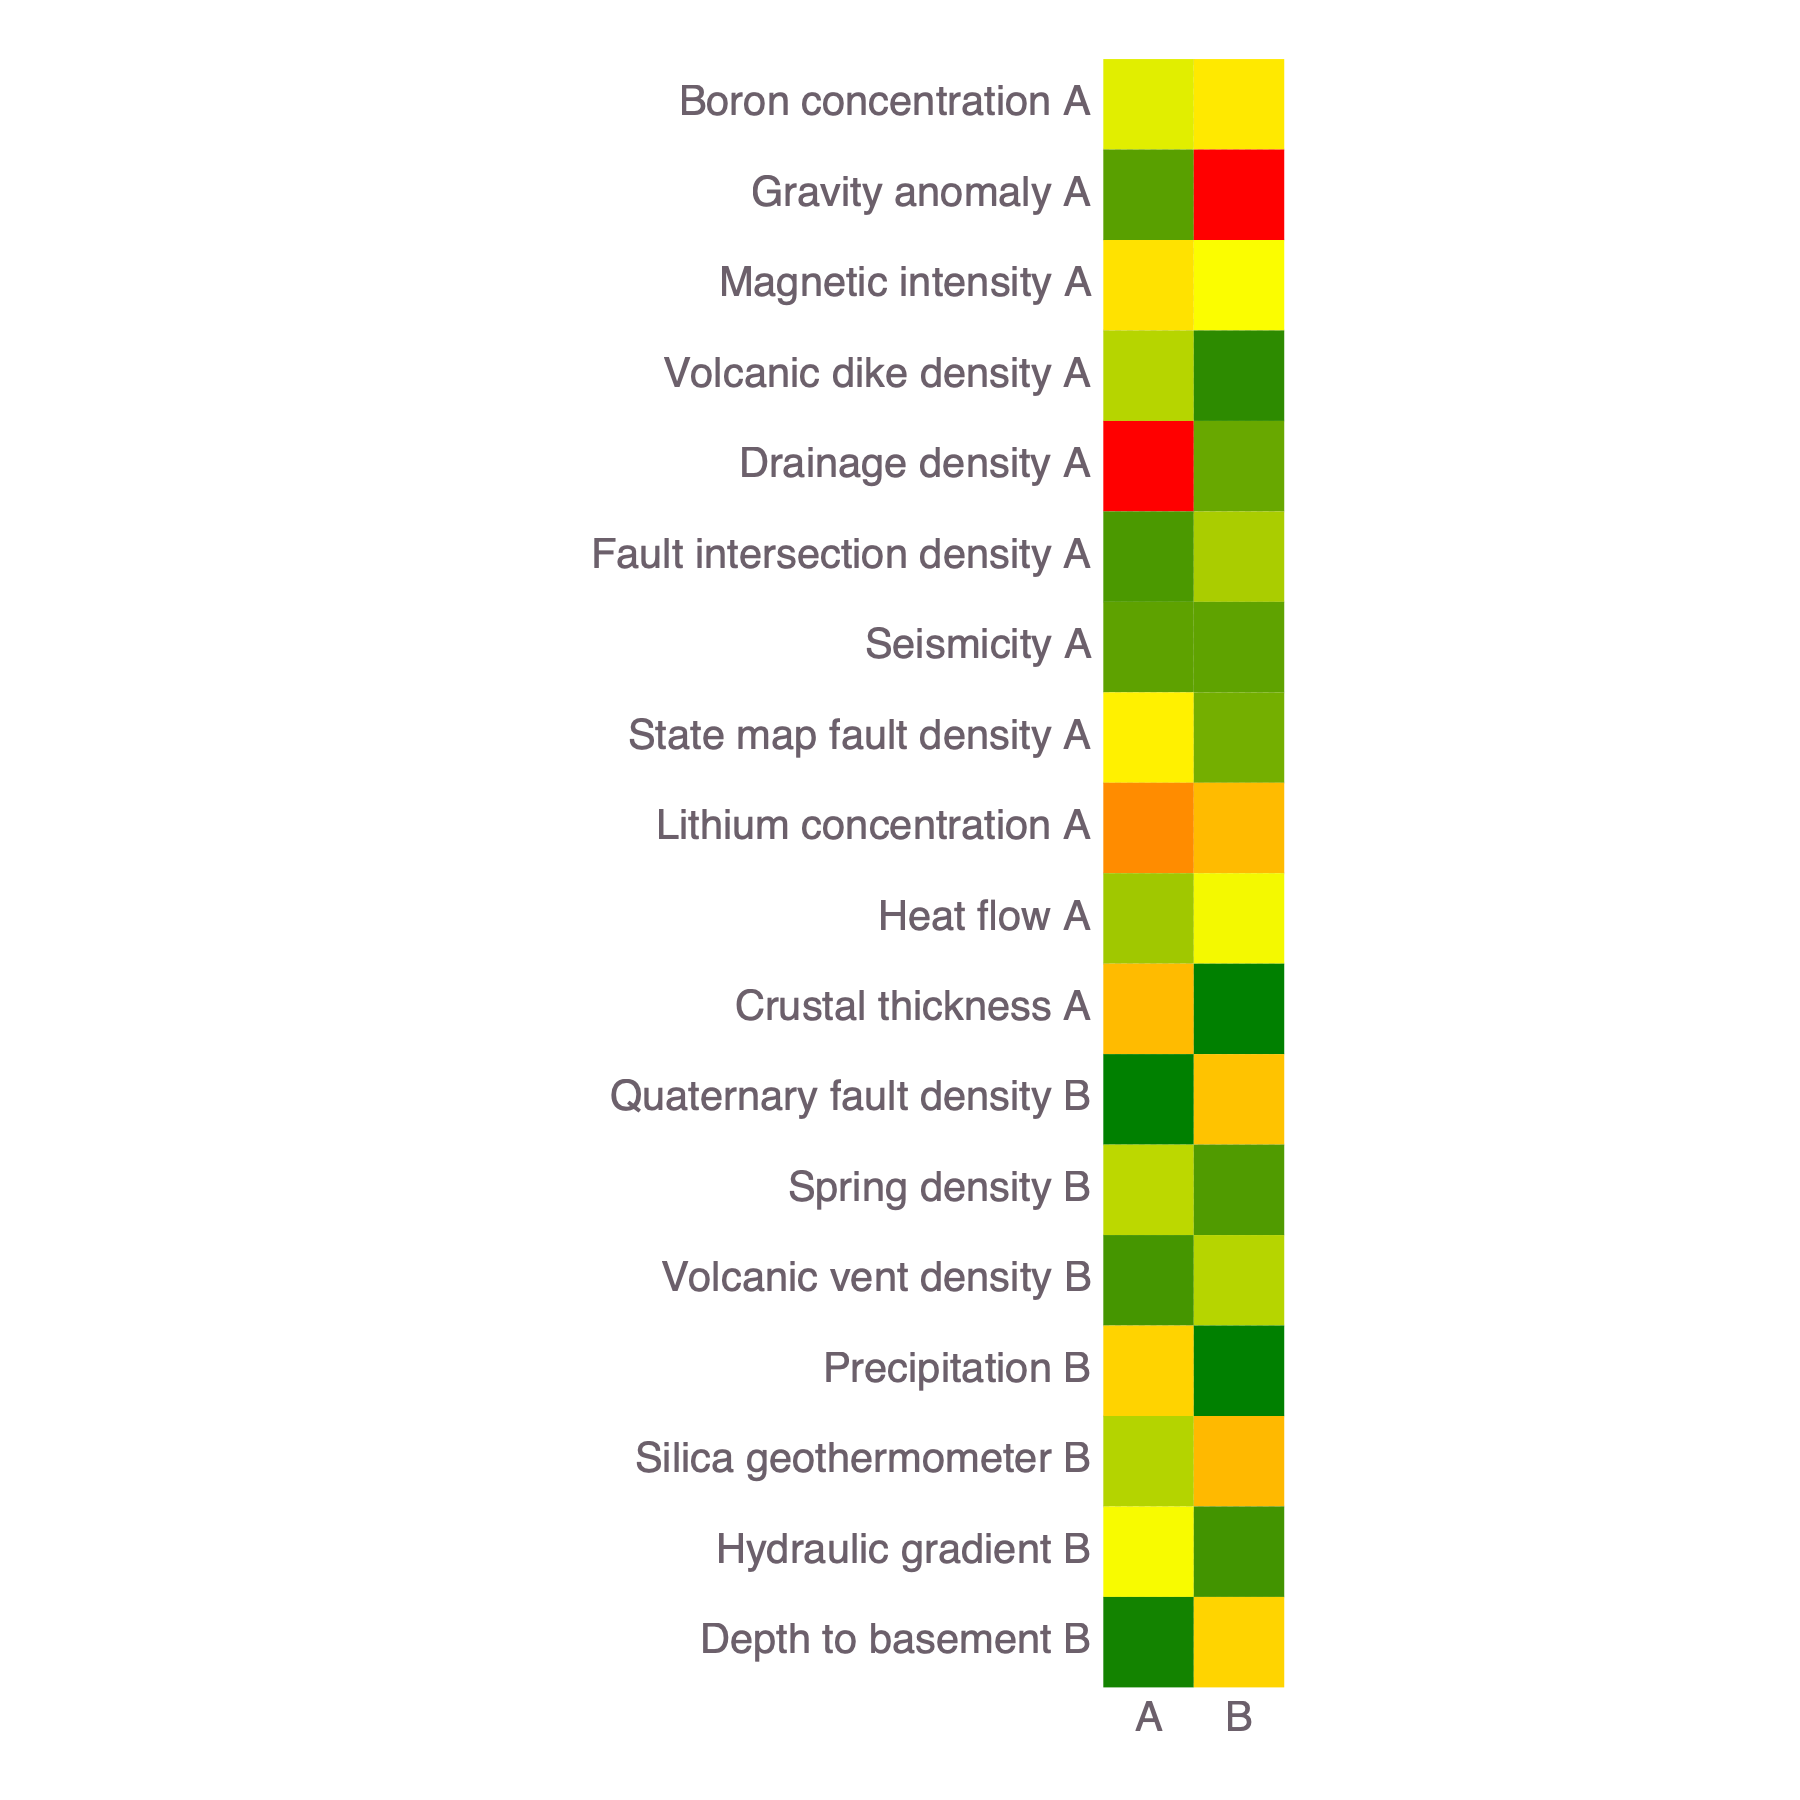 Boron concentration A
Gravity anomaly A
Magnetic intensity A
Volcanic dike density A
Drainage density A
Fault intersection density A
Seismicity A
State map fault density A
Lithium concentration A
Heat flow A
Crustal thickness A
Quaternary fault density B
Spring density B
Volcanic vent density B
Precipitation B
Silica geothermometer B
Hydraulic gradient B
Depth to basement B
A B